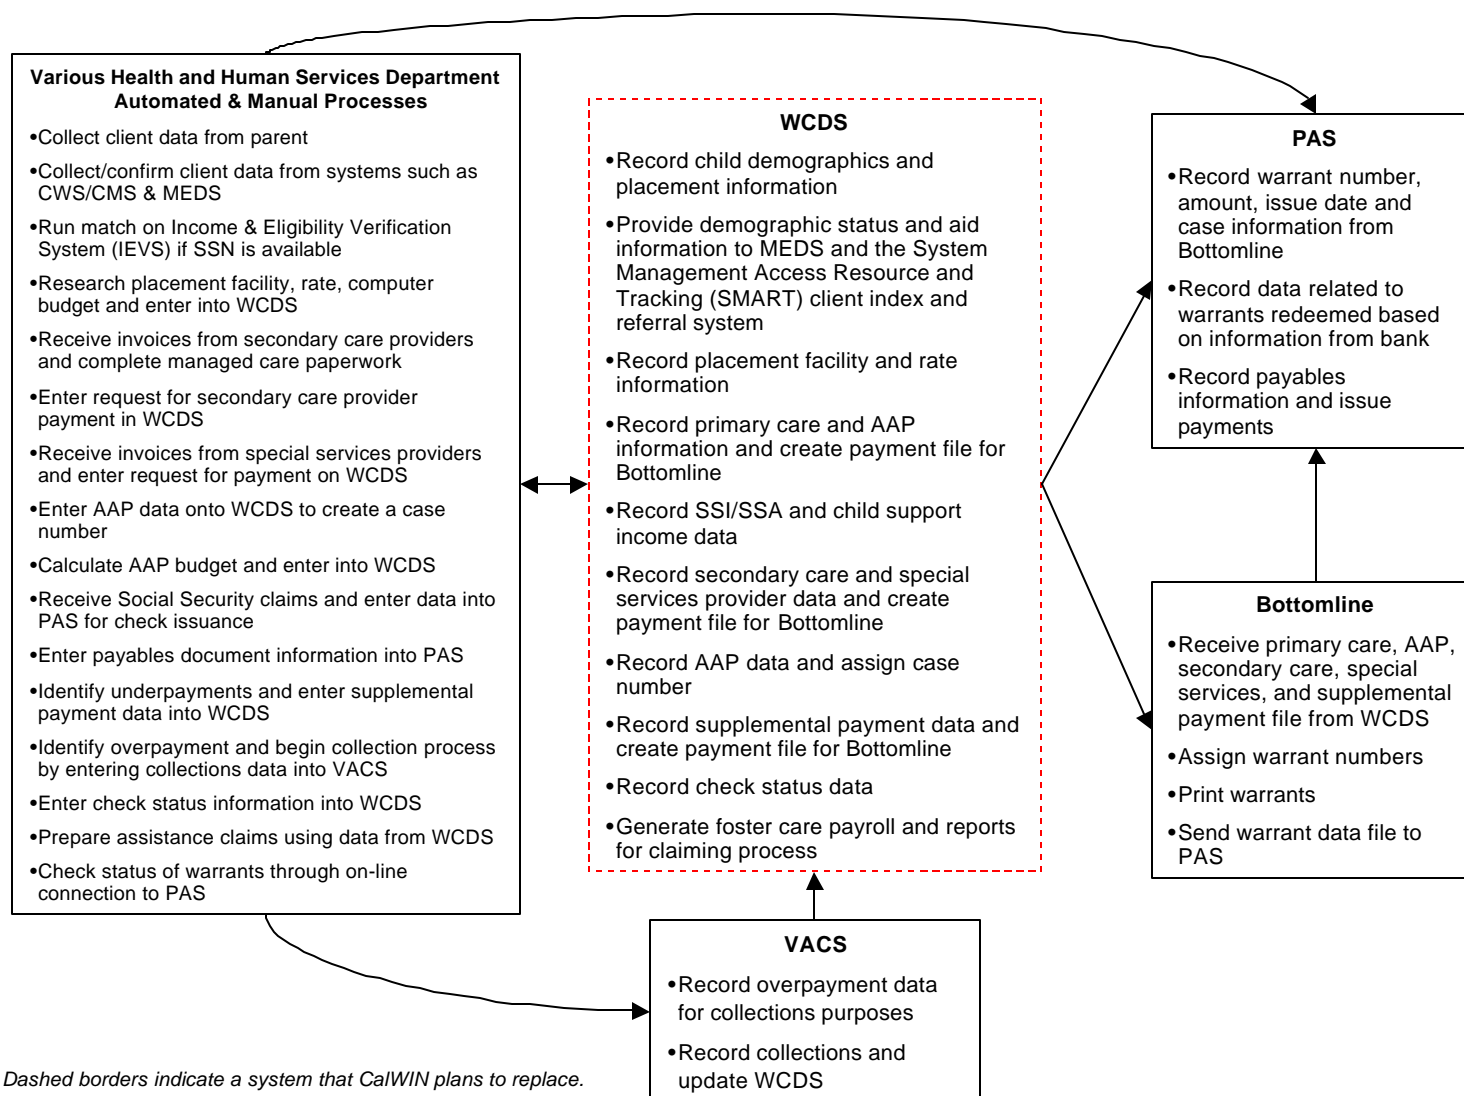 Various Health and Human Services Department
Automated & Manual Processes
•Collect client data from parent
•Collect/confirm client data from systems such as
CWS/CMS & MEDS
•Run match on Income & Eligibility Verification
System (IEVS) if SSN is available
•Research placement facility, rate, computer
budget and enter into WCDS
•Receive invoices from secondary care providers
and complete managed care paperwork
•Enter request for secondary care provider
payment in WCDS
•Receive invoices from special services providers
and enter request for payment on WCDS
•Enter AAP data onto WCDS to create a case
number
•Calculate AAP budget and enter into WCDS
•Receive Social Security claims and enter data into
PAS for check issuance
•Enter payables document information into PAS
•Identify underpayments and enter supplemental
payment data into WCDS
•Identify overpayment and begin collection process
by entering collections data into VACS
•Enter check status information into WCDS
•Prepare assistance claims using data from WCDS
•Check status of warrants through on-line
connection to PAS
WCDS
•Record child demographics and
placement information
•Provide demographic status and aid
information to MEDS and the System
Management Access Resource and
Tracking (SMART) client index and
referral system
•Record placement facility and rate
information
•Record primary care and AAP
information and create payment file for
Bottomline
•Record SSI/SSA and child support
income data
•Record secondary care and special
services provider data and create
payment file for Bottomline
•Record AAP data and assign case
number
•Record supplemental payment data and
create payment file for Bottomline
•Record check status data
•Generate foster care payroll and reports
for claiming process
PAS
•Record warrant number,
amount, issue date and
case information from
Bottomline
•Record data related to
warrants redeemed based
on information from bank
•Record payables
information and issue
payments
Bottomline
•Receive primary care, AAP,
secondary care, special
services, and supplemental
payment file from WCDS
•Assign warrant numbers
•Print warrants
•Send warrant data file to
PAS
VACS
•Record overpayment data
for collections purposes
•Record collections and
update WCDS
Dashed borders indicate a system that CalWIN plans to replace.